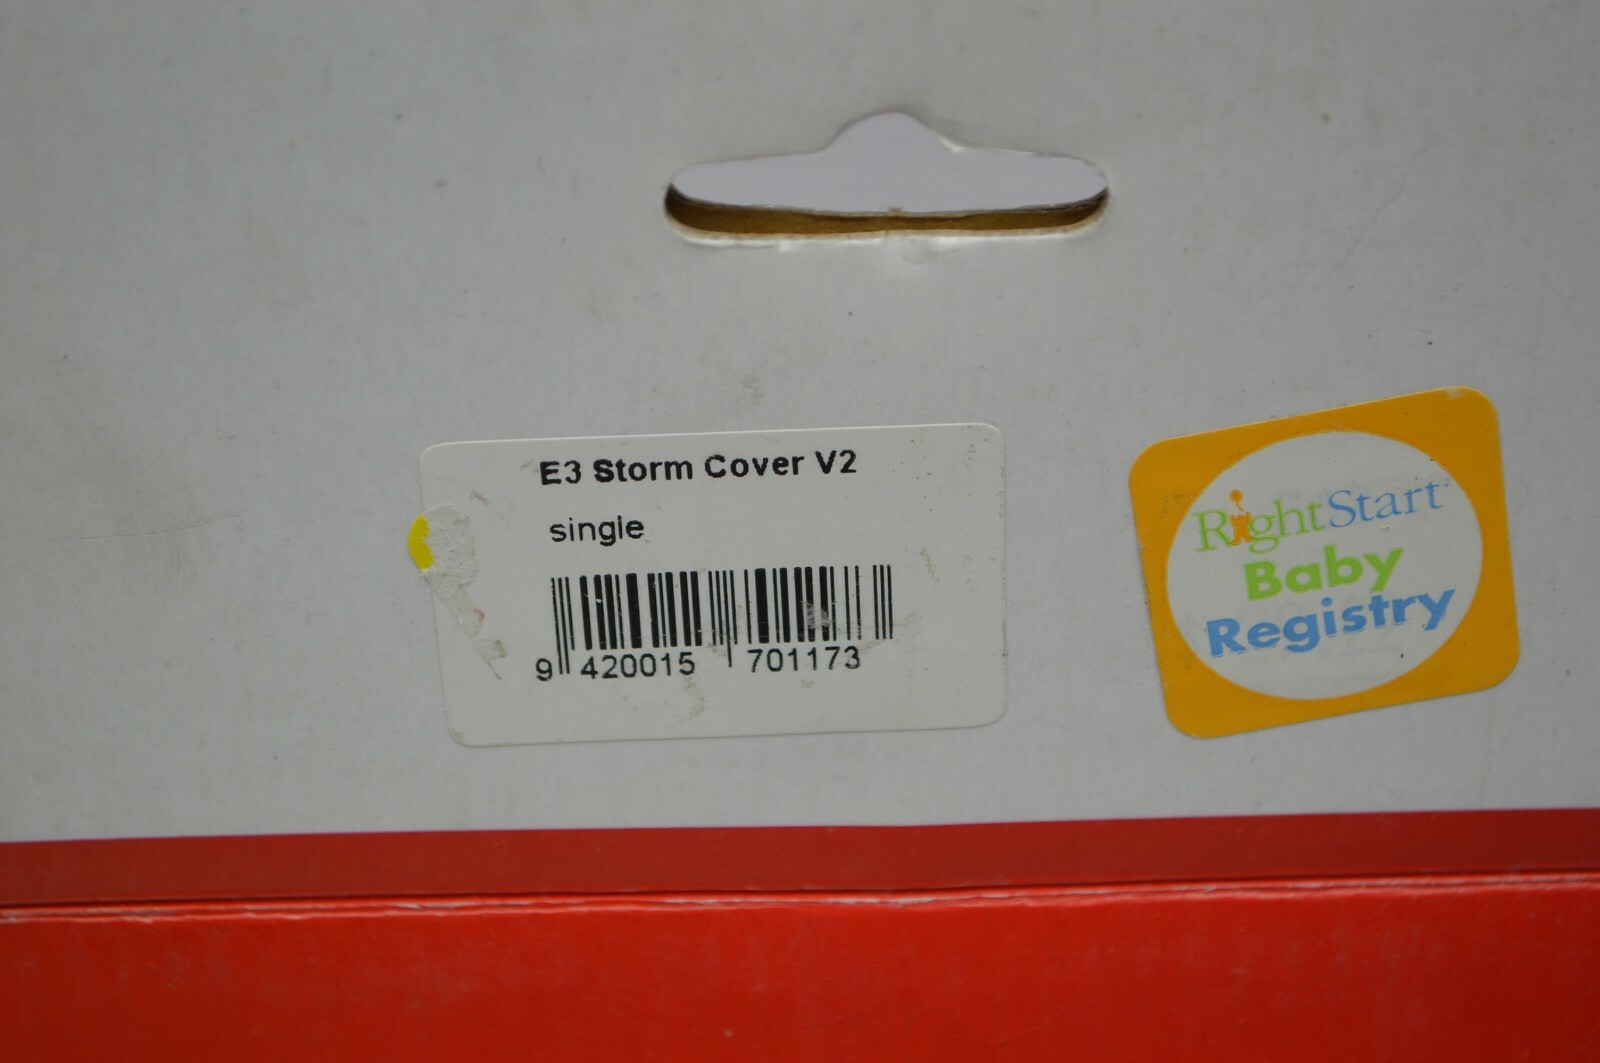 E3 Storm Cover V2
single
9 420015 701173
RightStart
Baby
Registry